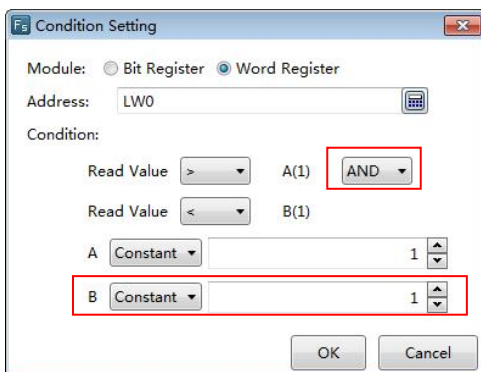 Fs Condition Setting
Module: Bit Register Word Register
Address: LW0
Condition:
Read Value > A(1) AND
Read Value < B(1)
A Constant 1
B Constant 1
OK Cancel